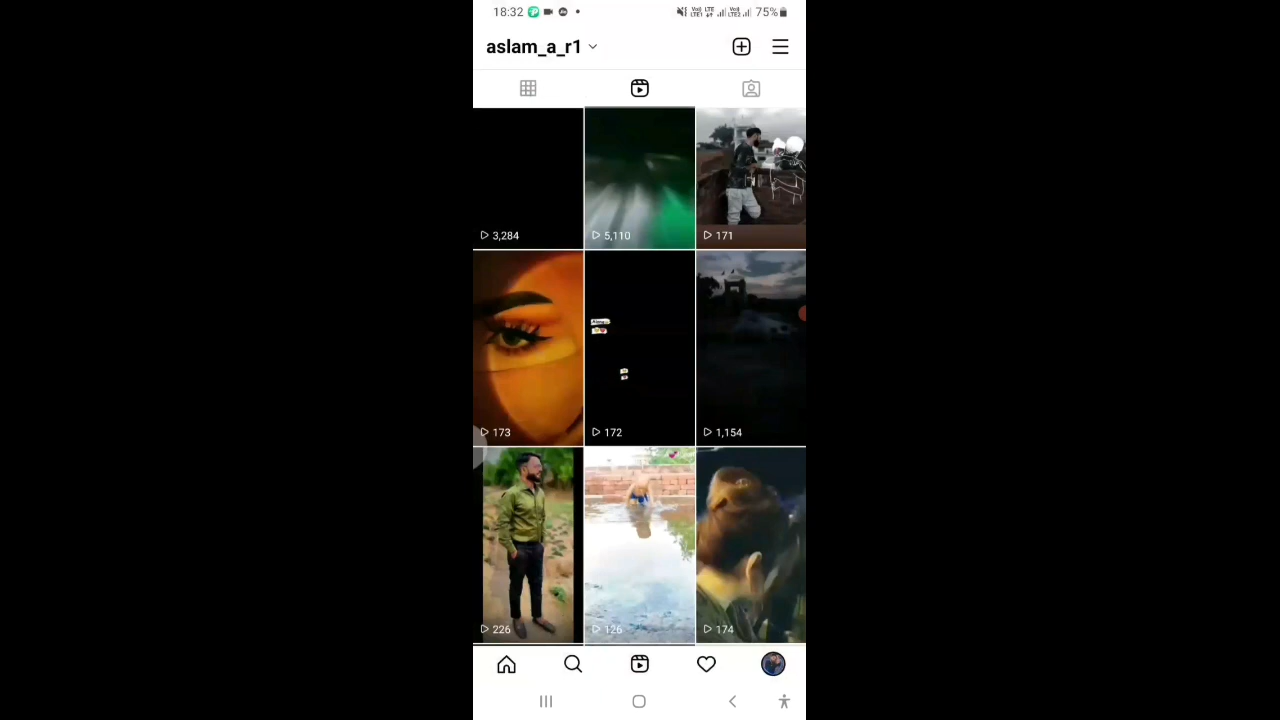 18:32 75%
aslam_a_r1
3,284 5,110 171
173 172 1,154
226 126 174